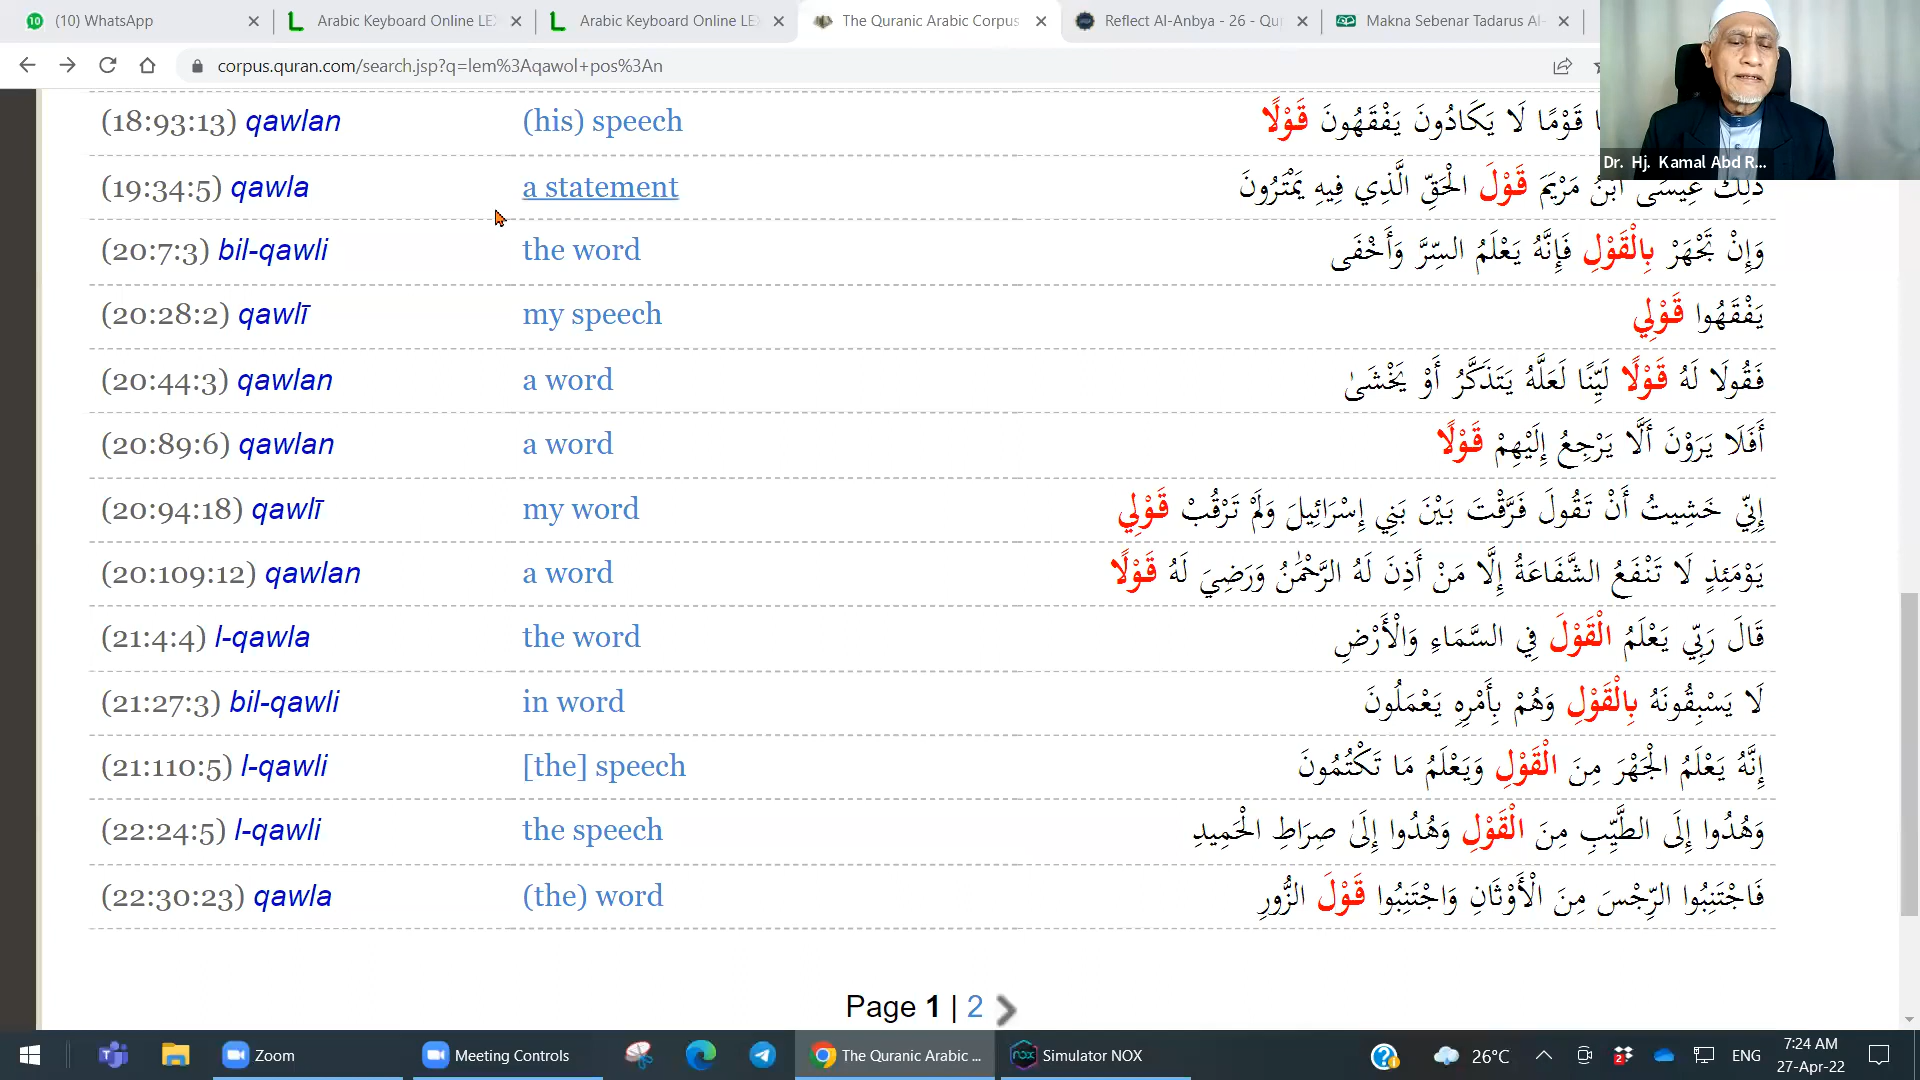 (10) WhatsApp
Arabic Keyboard Online LE
Arabic Keyboard Online LE
The Quranic Arabic Corpus
Reflect Al-Anbya - 26 - Qu
Makna Sebenar Tadarus Al-
corpus.quran.com/search.jsp?q=lem%3Aqawol+pos%3An
Dr. Hj. Kamal Abd R...
(18:93:13) qawlan (his) speech قَوْمًا لَا يَكَادُونَ يَفْقَهُونَ قَوْلًا
(19:34:5) qawla a statement ذَٰلِكَ عِيسَى ابْنُ مَرْيَمَ قَوْلَ الْحَقِّ الَّذِي فِيهِ يَمْتَرُونَ
(20:7:3) bil-qawli the word وَإِنْ تَجْهَرْ بِالْقَوْلِ فَإِنَّهُ يَعْلَمُ السِّرَّ وَأَخْفَى
(20:28:2) qawlī my speech يَفْقَهُوا قَوْلِي
(20:44:3) qawlan a word فَقُولَا لَهُ قَوْلًا لَيِّنًا لَعَلَّهُ يَتَذَكَّرُ أَوْ يَخْشَىٰ
(20:89:6) qawlan a word أَفَلَا يَرَوْنَ أَلَّا يَرْجِعُ إِلَيْهِمْ قَوْلًا
(20:94:18) qawlī my word إِنِّي خَشِيتُ أَنْ تَقُولَ فَرَّقْتَ بَيْنَ بَنِي إِسْرَائِيلَ وَلَمْ تَرْقُبْ قَوْلِي
(20:109:12) qawlan a word يَوْمَئِذٍ لَا تَنْفَعُ الشَّفَاعَةُ إِلَّا مَنْ أَذِنَ لَهُ الرَّحْمَٰنُ وَرَضِيَ لَهُ قَوْلًا
(21:4:4) l-qawla the word قَالَ رَبِّي يَعْلَمُ الْقَوْلَ فِي السَّمَاءِ وَالْأَرْضِ
(21:27:3) bil-qawli in word لَا يَسْبِقُونَهُ بِالْقَوْلِ وَهُمْ بِأَمْرِهِ يَعْمَلُونَ
(21:110:5) l-qawli [the] speech إِنَّهُ يَعْلَمُ الْجَهْرَ مِنَ الْقَوْلِ وَيَعْلَمُ مَا تَكْتُمُونَ
(22:24:5) l-qawli the speech وَهُدُوا إِلَى الطَّيِّبِ مِنَ الْقَوْلِ وَهُدُوا إِلَىٰ صِرَاطِ الْحَمِيدِ
(22:30:23) qawla (the) word فَاجْتَنِبُوا الرِّجْسَ مِنَ الْأَوْثَانِ وَاجْتَنِبُوا قَوْلَ الزُّورِ
Page 1 | 2
Zoom
Meeting Controls
The Quranic Arabic ...
Simulator NOX
26°C
2
ENG
7:24 AM
27-Apr-22